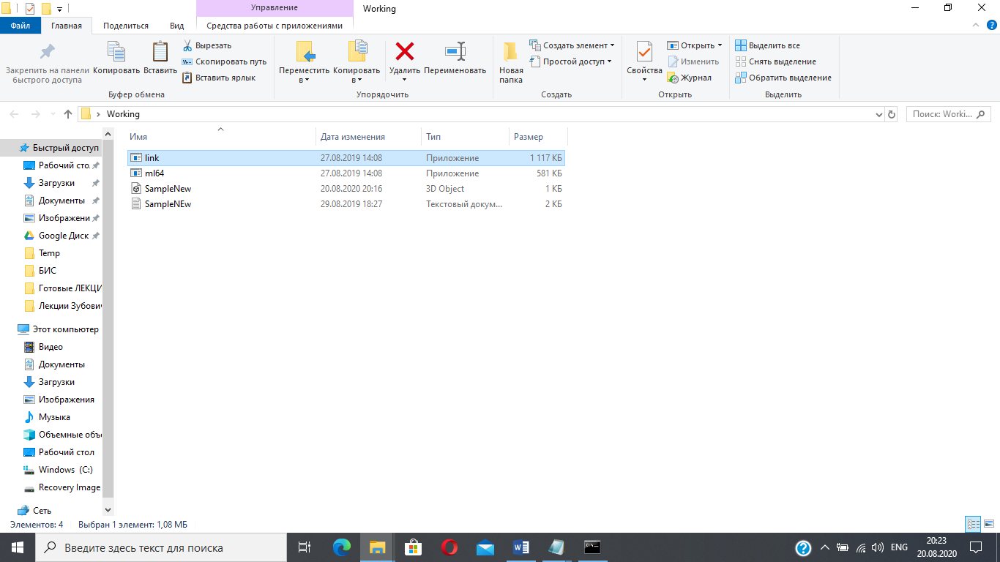 Управление
Working
Файл
Главная
Поделиться
Вид
Средства работы с приложениями
Закрепить на панели
быстрого доступа
Копировать
Вставить
Вырезать
Скопировать путь
Вставить ярлык
Буфер обмена
Переместить
в
Копировать
в
Удалить
Переименовать
Упорядочить
Новая
папка
Создать элемент
Простой доступ
Создать
Свойства
Открыть
Изменить
Журнал
Открыть
Выделить все
Снять выделение
Обратить выделение
Выделить
Working
Поиск: Worki...
Имя
Дата изменения
Тип
Размер
link 27.08.2019 14:08 Приложение 1 117 КБ
ml64 27.08.2019 14:08 Приложение 581 КБ
SampleNew 20.08.2020 20:16 3D Object 1 КБ
SampleNEw 29.08.2019 18:27 Текстовый докум... 2 КБ
Быстрый доступ
Рабочий сто
Загрузки
Документы
Изображени
Google Диск
Temp
БИС
Готовые ЛЕКЦИ
Лекции Зубович
Этот компьютер
Видео
Документы
Загрузки
Изображения
Музыка
Объемные объ
Рабочий стол
Windows (C:)
Recovery Image
Сеть
Элементов: 4
Выбран 1 элемент: 1,08 МБ
Введите здесь текст для поиска
ENG
20:23
20.08.2020